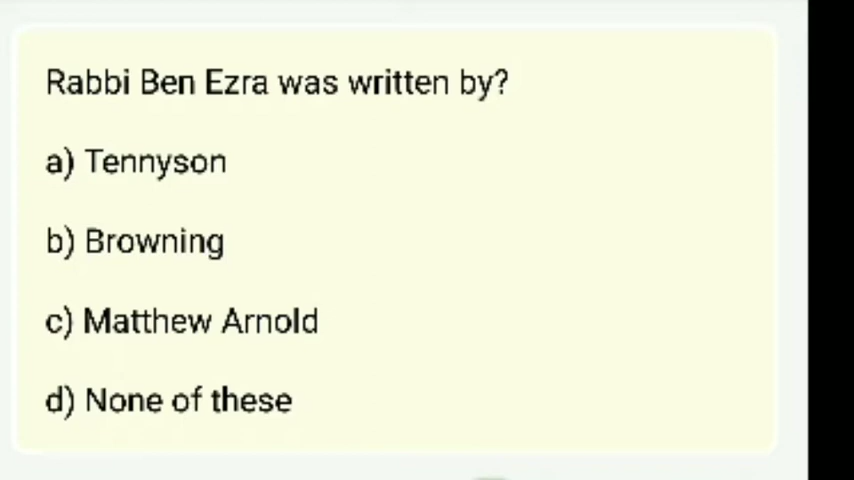 Rabbi Ben Ezra was written by?
a) Tennyson
b) Browning
c) Matthew Arnold
d) None of these